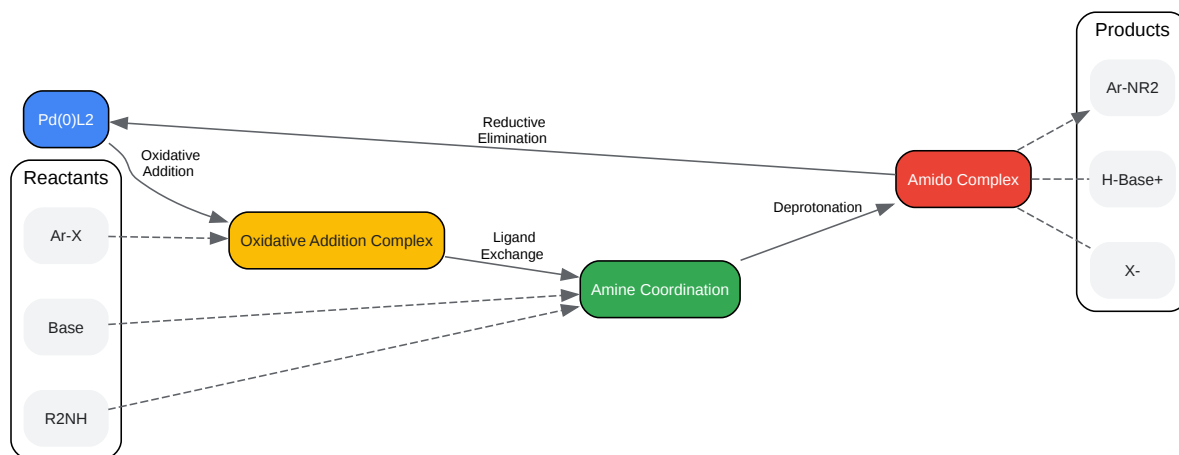 Products
Ar-NR2
Pd(0)L2
Reductive
Elimination
Oxidative
Addition
Reactants
Amido Complex
H-Base+
Deprotonation
Ar-X
Oxidative Addition Complex
Ligand
Exchange
X-
Amine Coordination
Base
R2NH